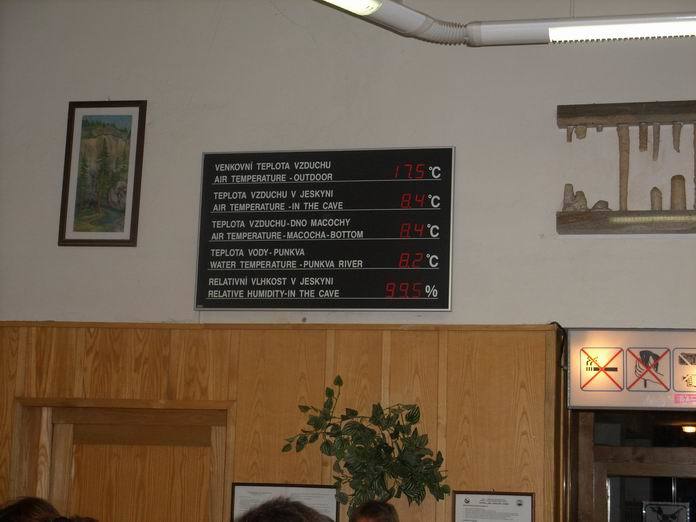 VENKOVNÍ TEPLOTA VZDUCHU
AIR TEMPERATURE - OUTDOOR 17.5 °C
TEPLOTA VZDUCHU V JESKYNI
AIR TEMPERATURE - IN THE CAVE 8.4 °C
TEPLOTA VZDUCHU - DNO MACOCHY
AIR TEMPERATURE - MACOCHA - BOTTOM 8.4 °C
TEPLOTA VODY - PUNKVA
WATER TEMPERATURE - PUNKVA RIVER 8.2 °C
RELATIVNÍ VLHKOST V JESKYNI
RELATIVE HUMIDITY - IN THE CAVE 99.5 %